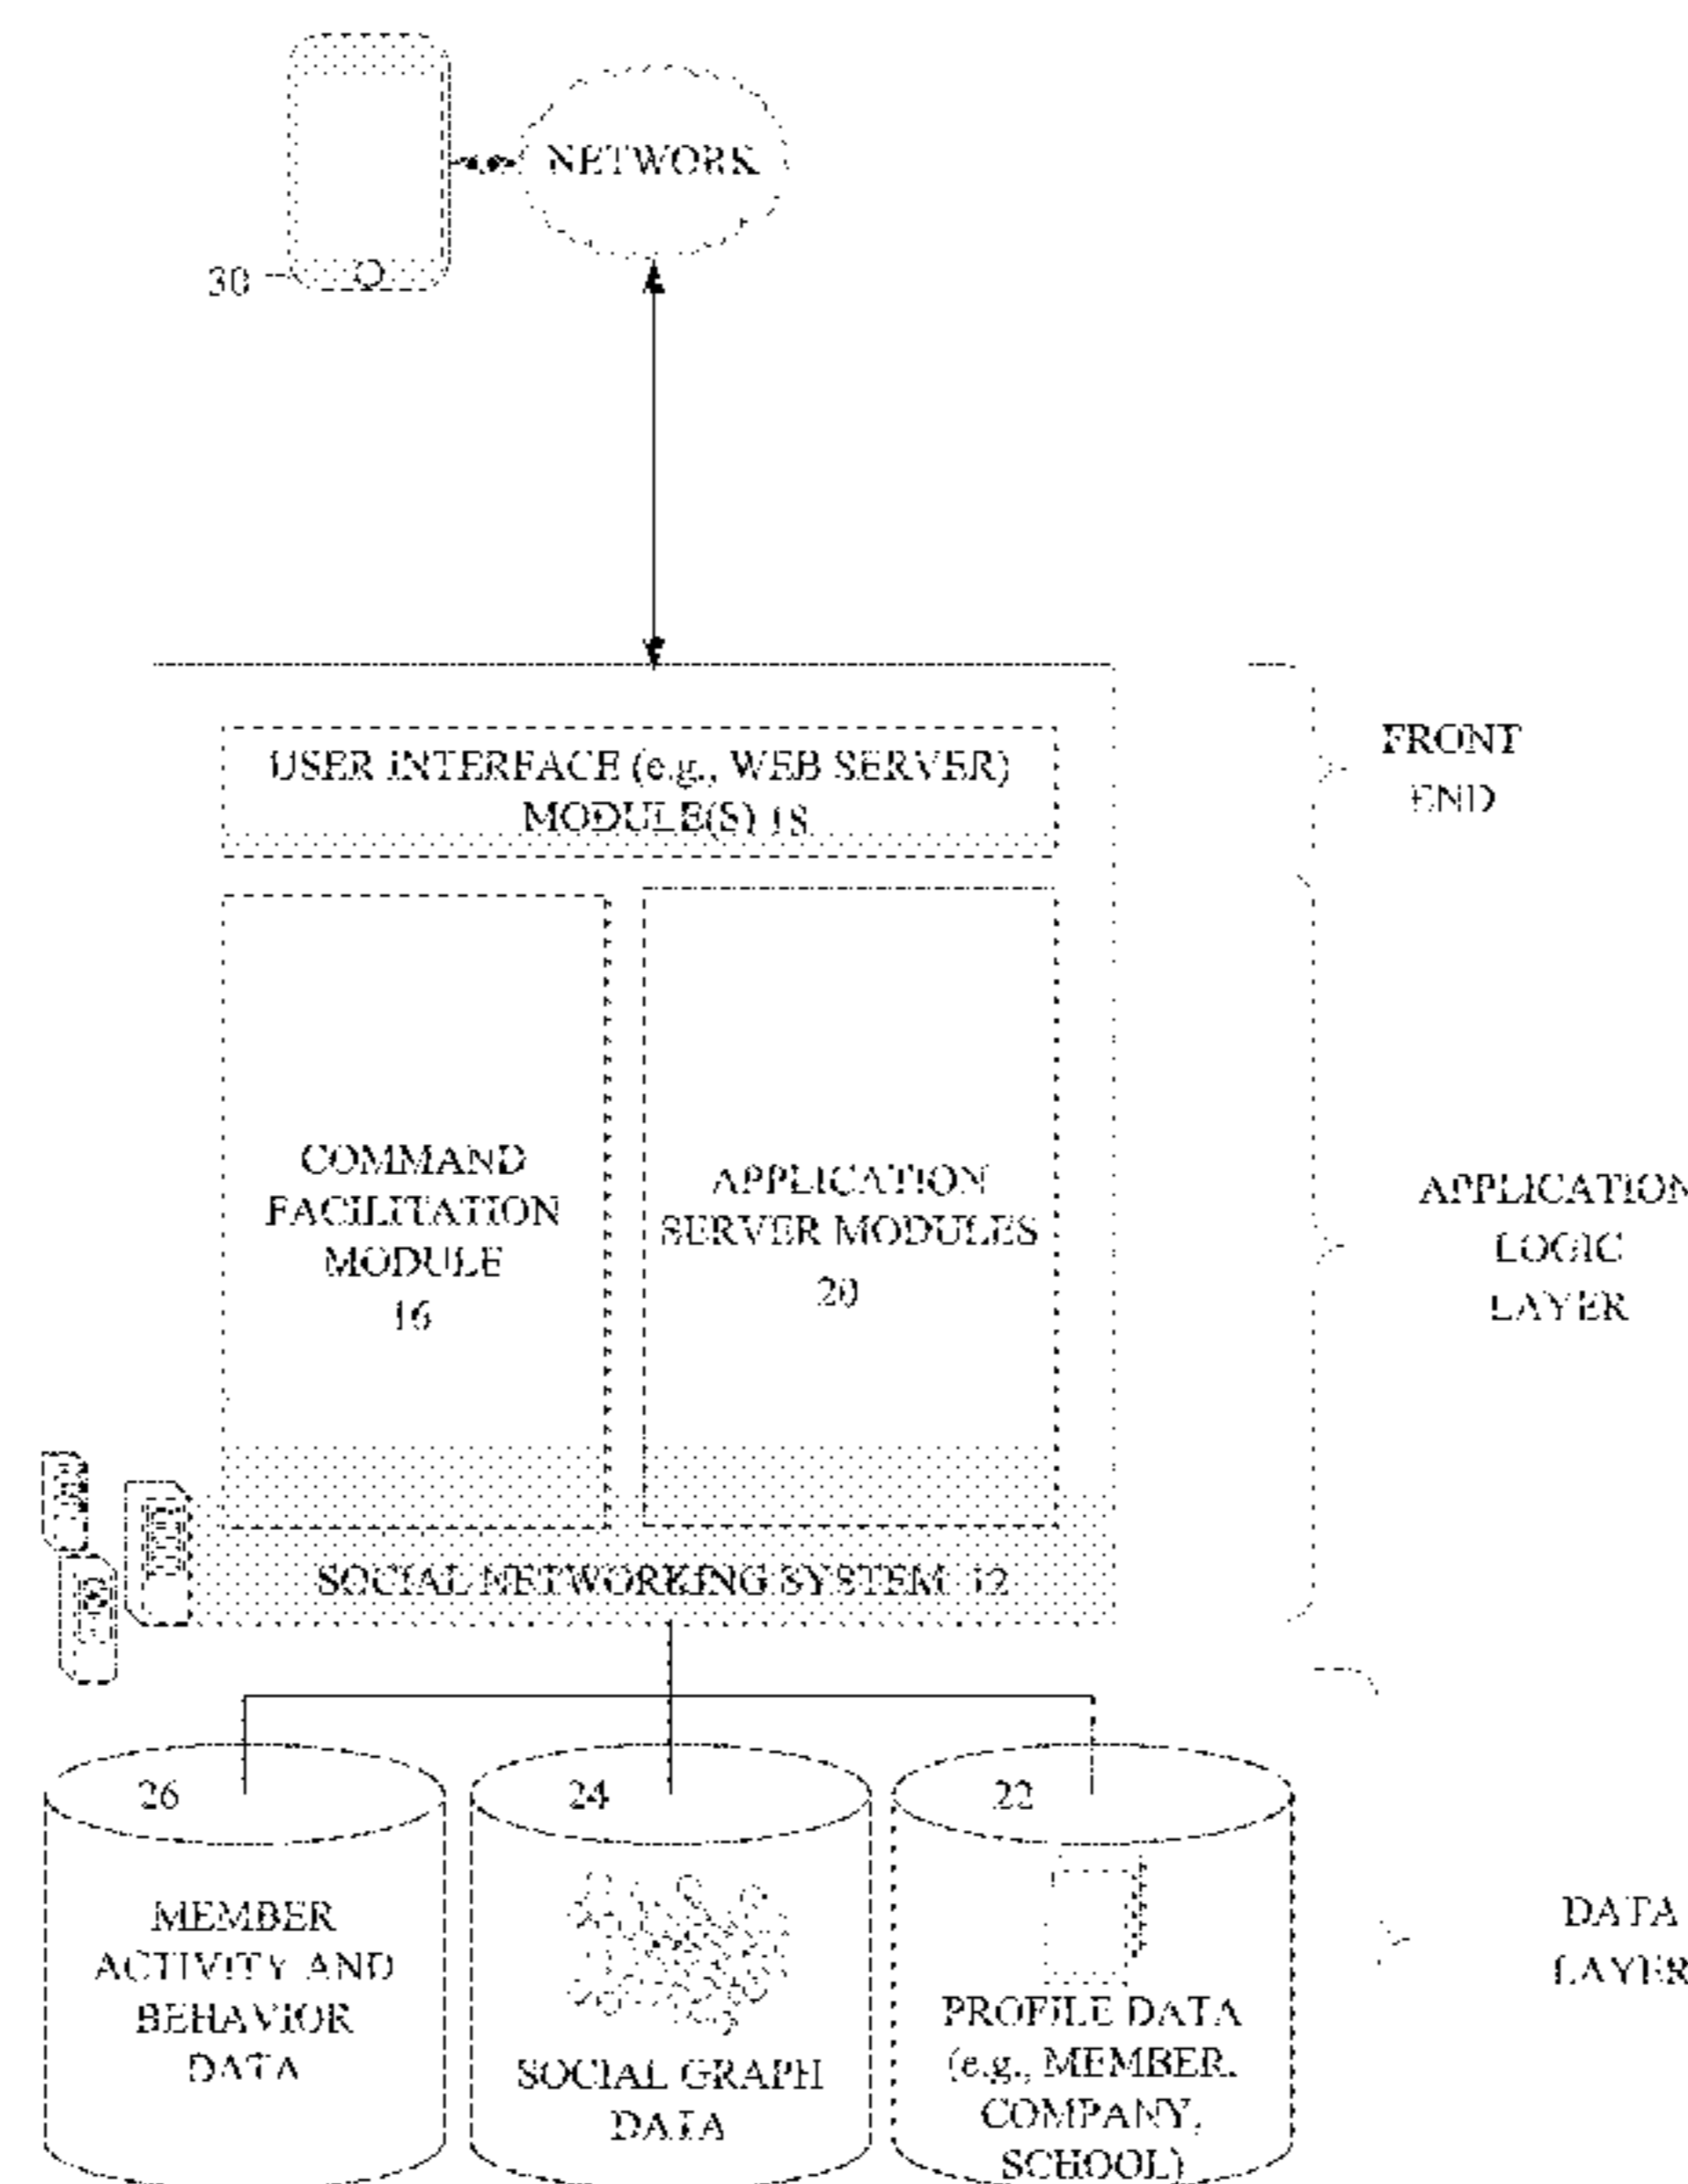 NETWORK
30
USER INTERFACE (e.g., WEB SERVER)
MODULE(S) 18
FRONT
END
COMMAND
FACILITATION
MODULE
16
APPLICATION
SERVER MODULES
20
APPLICATION
LOGIC
LAYER
SOCIAL NETWORKING SYSTEM 12
26
MEMBER
ACTIVITY AND
BEHAVIOR
DATA
24
SOCIAL GRAPH
DATA
22
PROFILE DATA
(e.g., MEMBER,
COMPANY,
SCHOOL)
DATA
LAYER